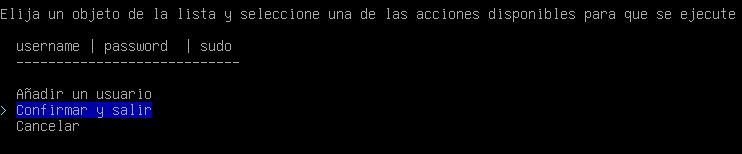 Elija un objeto de la lista y seleccione una de las acciones disponibles para que se ejecute
username | password | sudo
----------------------------
Añadir un usuario
> Confirmar y salir
Cancelar